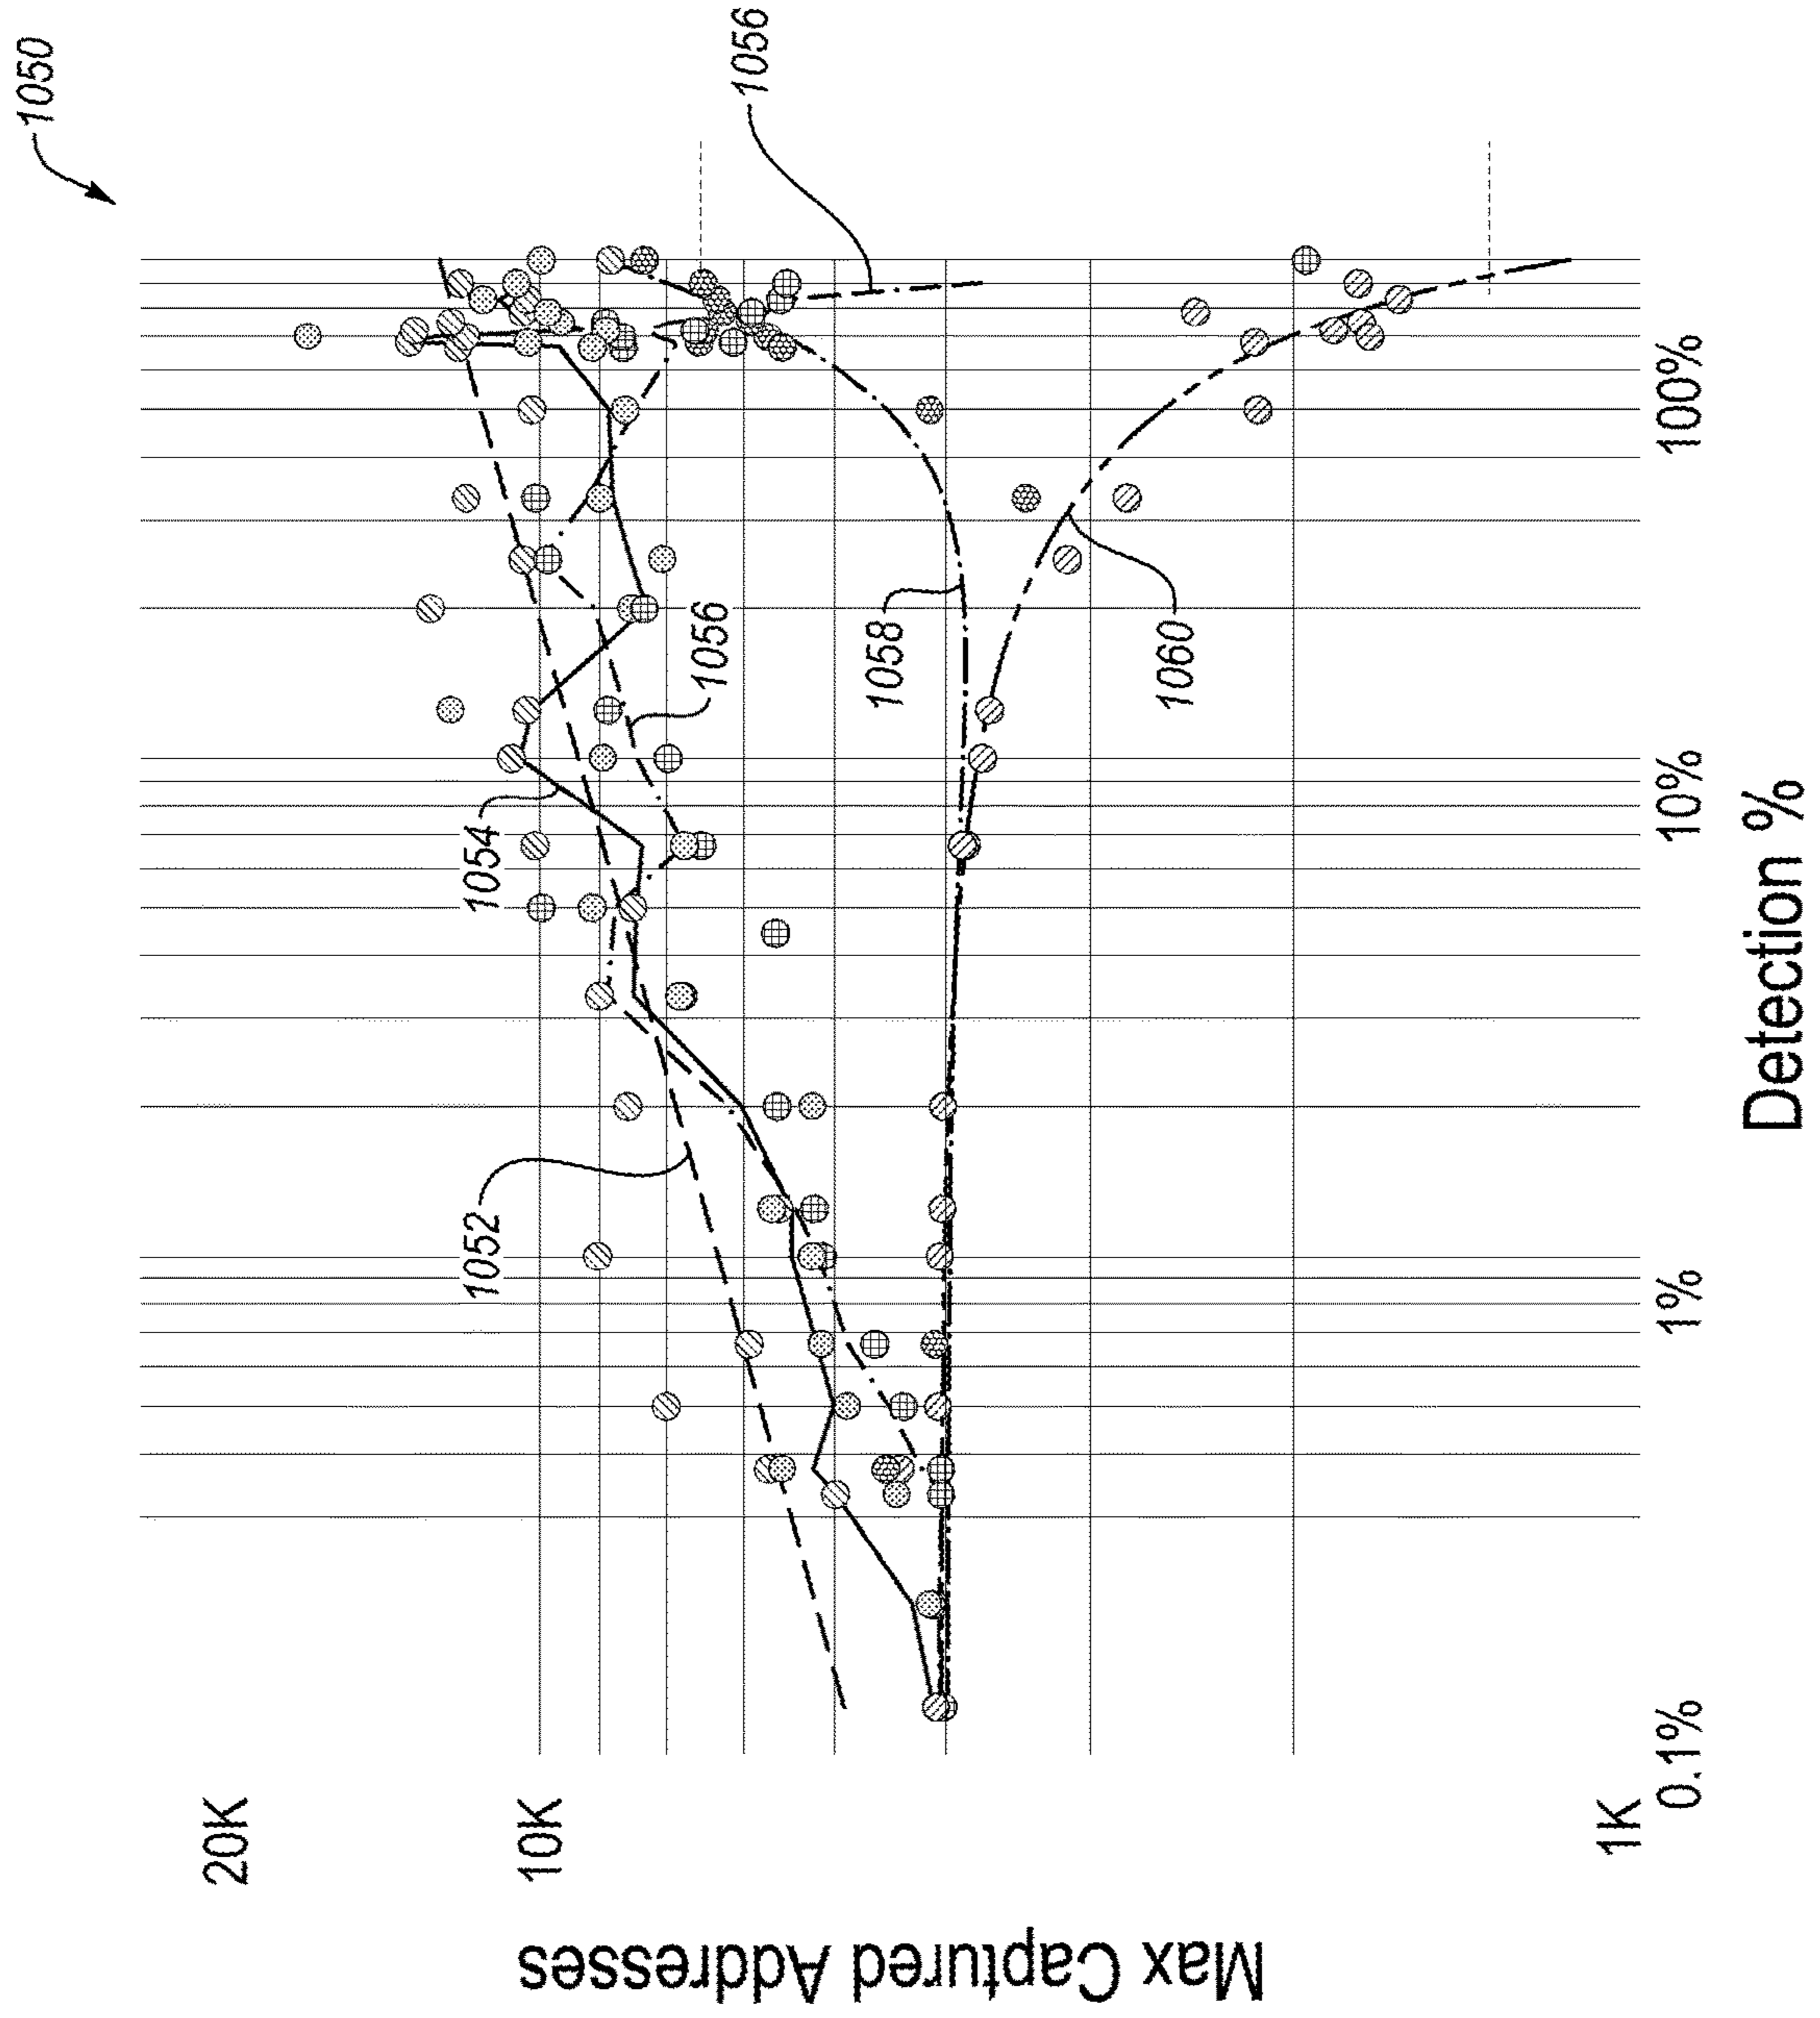 1050
1056
20K
10K
1K
Max Captured Addresses
1052
1054
1056
1058
1060
0.1%
1%
10%
100%
Detection %